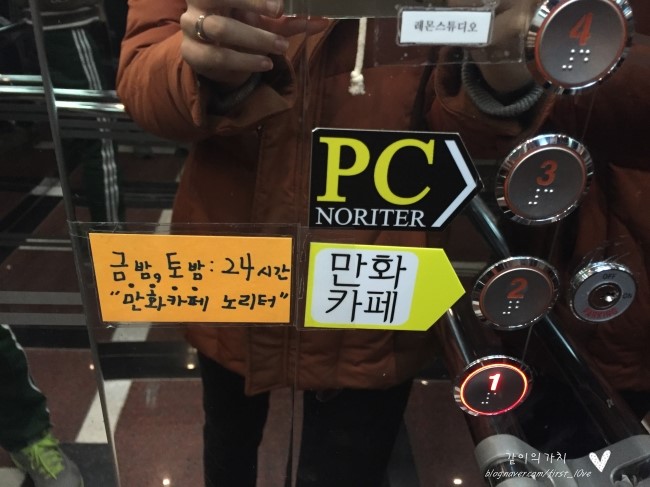 레몬스튜디오
4
PC
NORITER
3
금밤, 토밤: 24시간
"만화카페 노리터"
만화
카페
2
1
같이의가치
blog.naver.com/first_l0ve